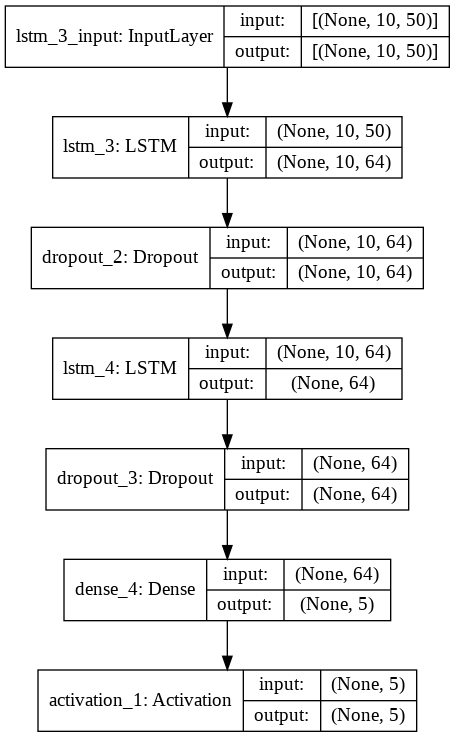 lstm_3_input: InputLayer
input: [(None, 10, 50)]
output: [(None, 10, 50)]
lstm_3: LSTM
input: (None, 10, 50)
output: (None, 10, 64)
dropout_2: Dropout
input: (None, 10, 64)
output: (None, 10, 64)
lstm_4: LSTM
input: (None, 10, 64)
output: (None, 64)
dropout_3: Dropout
input: (None, 64)
output: (None, 64)
dense_4: Dense
input: (None, 64)
output: (None, 5)
activation_1: Activation
input: (None, 5)
output: (None, 5)